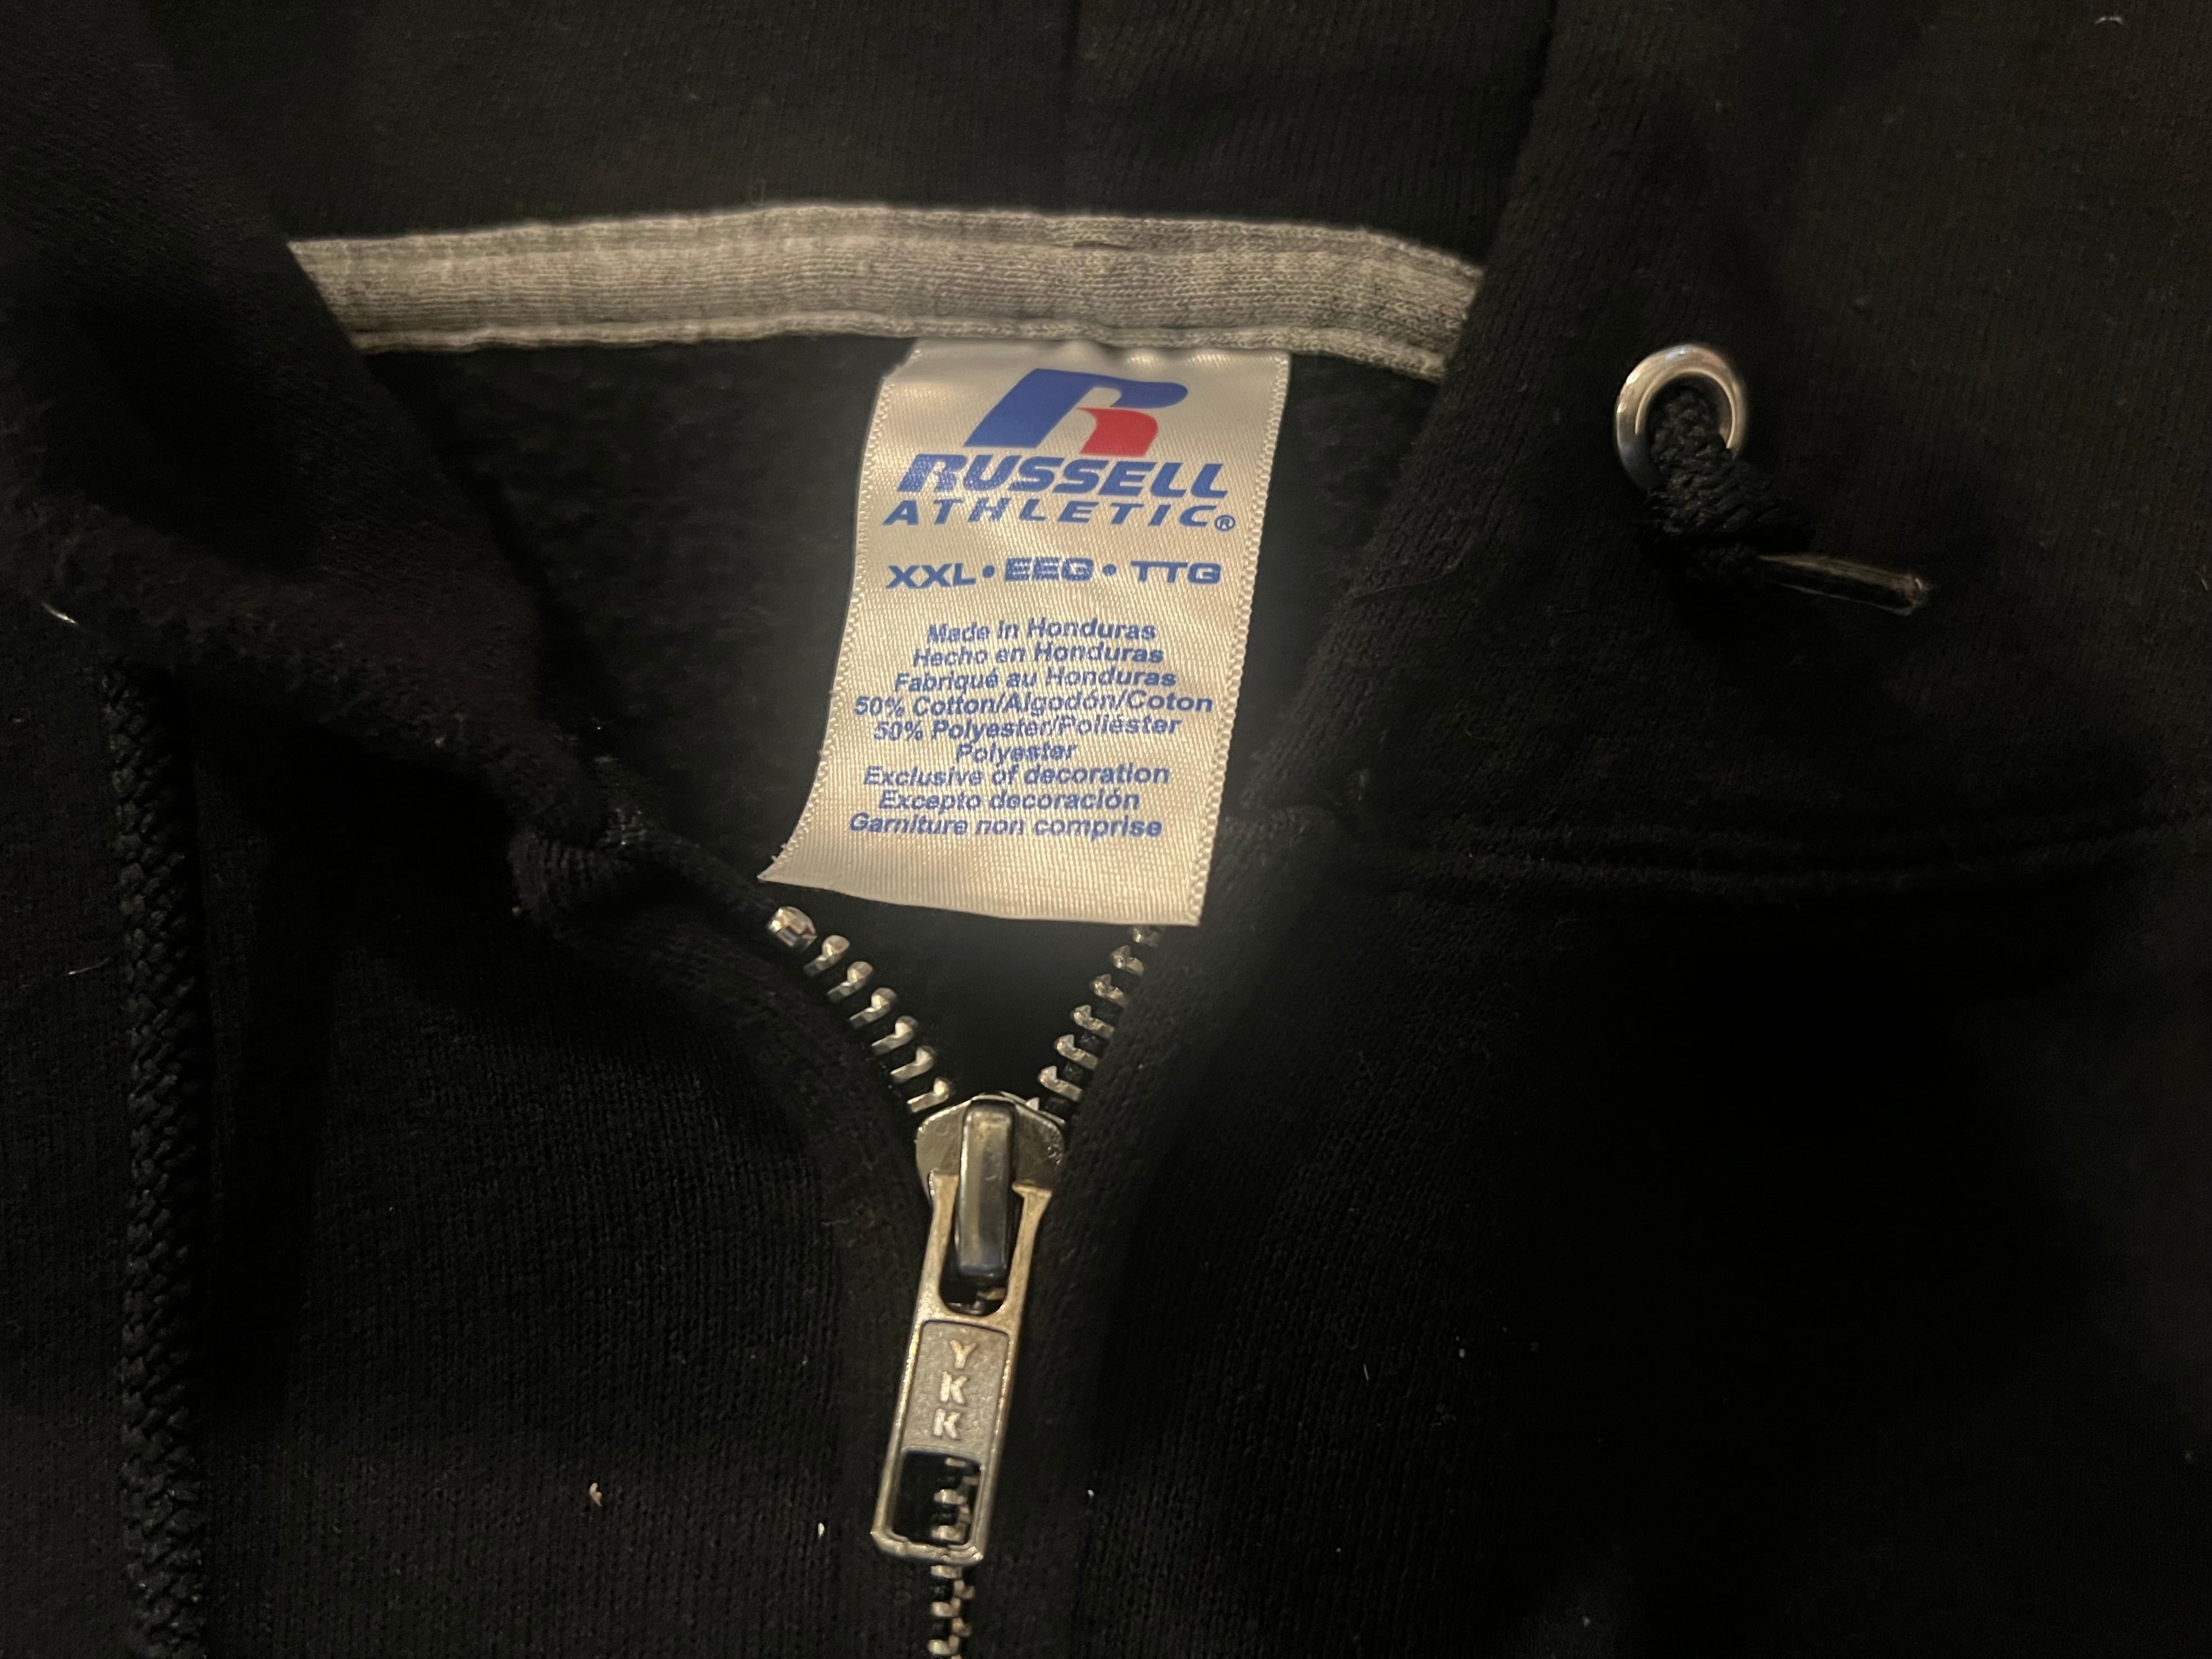 RUSSELL
ATHLETIC®
XXL • EEG • TTG
Made in Honduras
Hecho en Honduras
Fabriqué au Honduras
50% Cotton/Algodón/Coton
50% Polyester/Poliéster
Polyester
Exclusive of decoration
Excepto decoración
Garniture non comprise
YKK